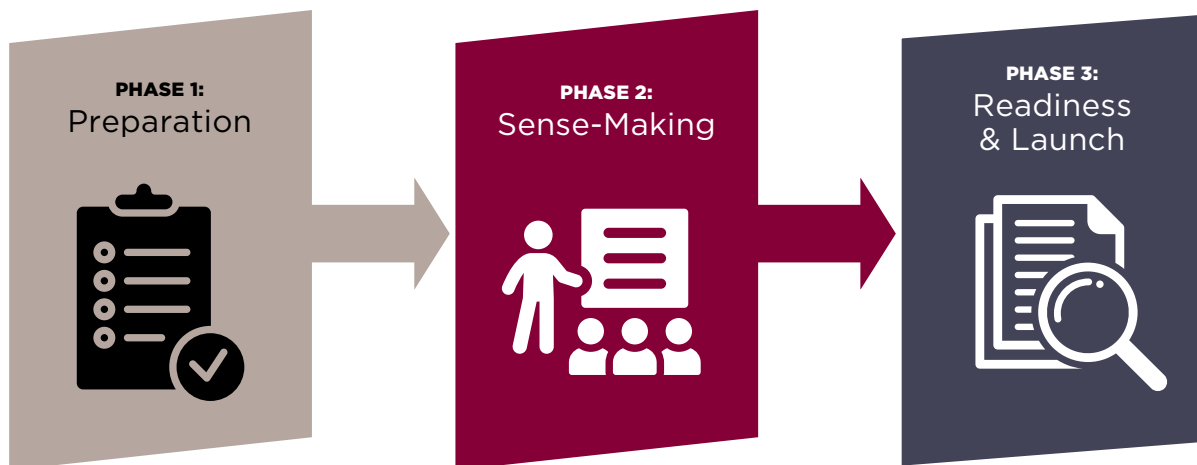 PHASE 1:
Preparation
PHASE 2:
Sense-Making
PHASE 3:
Readiness
& Launch